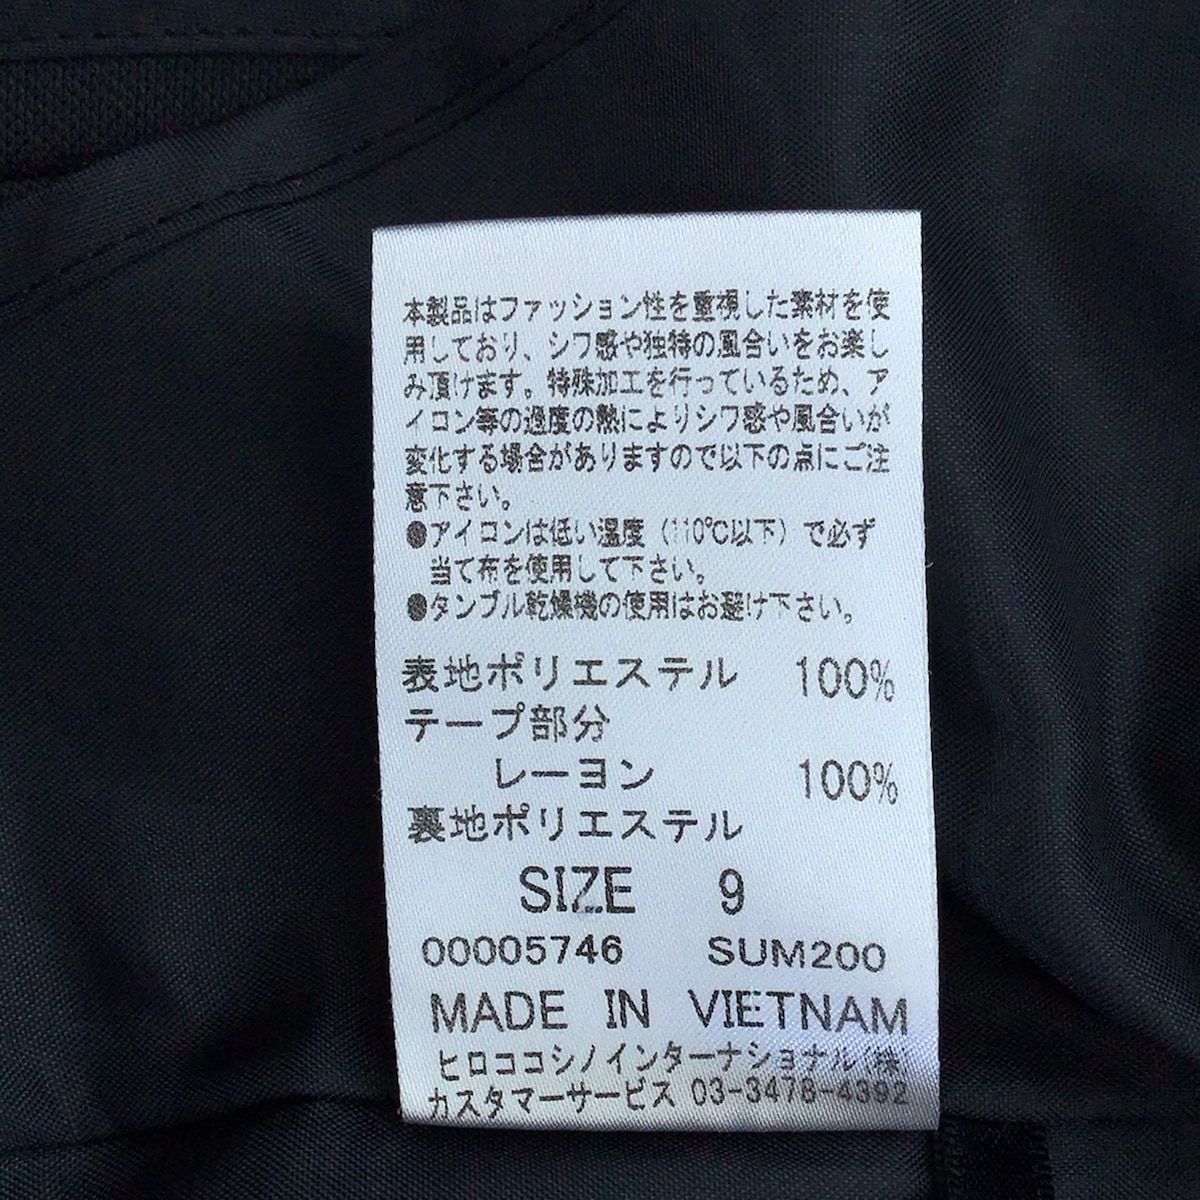 本製品はファッション性を重視した素材を使
用しており、シワ感や独特の風合いをお楽し
み頂けます。特殊加工を行っているため、ア
イロン等の過度の熱によりシワ感や風合いが
変化する場合がありますので以下の点にご注
意下さい。
●アイロンは低い温度（110℃以下）で必ず
当て布を使用して下さい。
●タンブル乾燥機の使用はお避け下さい。
表地ポリエステル 100%
テープ部分
レーヨン 100%
裏地ポリエステル
SIZE 9
00005746 SUM200
MADE IN VIETNAM
ヒロココシノインターナショナル(株
カスタマーサービス 03-3478-4392